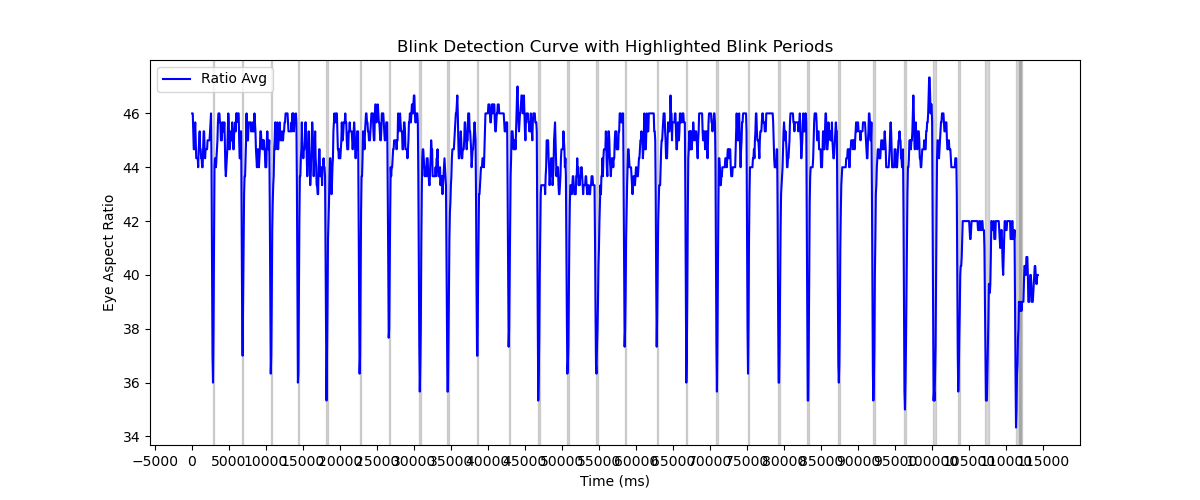 Blink Detection Curve with Highlighted Blink Periods
Ratio Avg
Eye Aspect Ratio
46
44
42
40
38
36
34
−5000 0 5000 10000 15000 20000 25000 30000 35000 40000 45000 50000 55000 60000 65000 70000 75000 80000 85000 90000 95000 100000 105000 110000 115000
Time (ms)